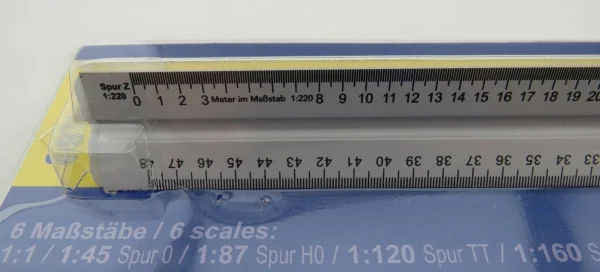 Spur Z
1:220
0 1 2 3 Meter im Maßstab 1:220 8 9 10 11 12 13 14 15 16 17 18 19 20
48 47 46 45 44 43 42 41 40 39 38 37 36 35 34 33
6 Maßstäbe / 6 scales:
1:1 / 1:45 Spur 0 / 1:87 Spur H0 / 1:120 Spur TT / 1:160 S